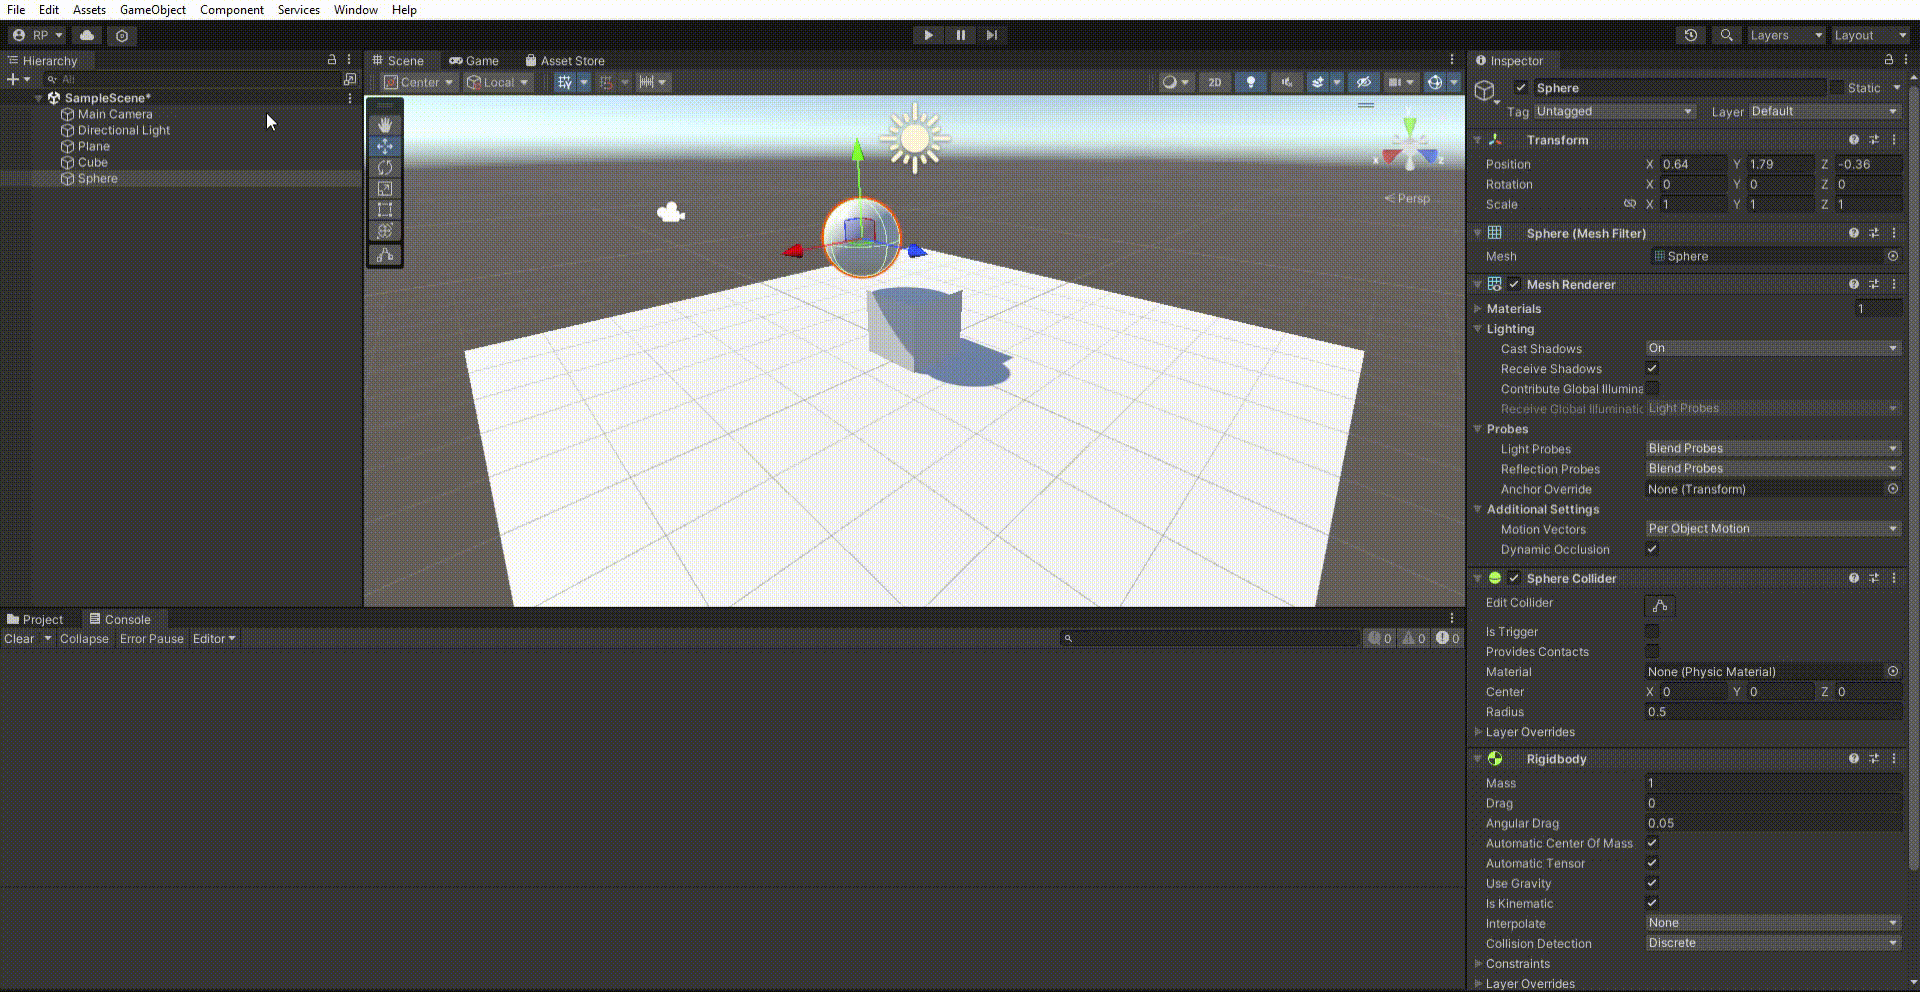 File Edit Assets GameObject Component Services Window Help
RP Layers Layout
Hierarchy
All
SampleScene*
Main Camera
Directional Light
Plane
Cube
Sphere
Scene Game Asset Store
Center Local 2D
Y
X Z
Persp
Project Console
Clear Collapse Error Pause Editor 0 0 0
Inspector
Sphere Static
Tag Untagged Layer Default
Transform
Position X 0.64 Y 1.79 Z -0.36
Rotation X 0 Y 0 Z 0
Scale X 1 Y 1 Z 1
Sphere (Mesh Filter)
Mesh Sphere
Mesh Renderer
Materials 1
Lighting
Cast Shadows On
Receive Shadows
Contribute Global Illumina
Receive Global Illuminatic Light Probes
Probes
Light Probes Blend Probes
Reflection Probes Blend Probes
Anchor Override None (Transform)
Additional Settings
Motion Vectors Per Object Motion
Dynamic Occlusion
Sphere Collider
Edit Collider
Is Trigger
Provides Contacts
Material None (Physic Material)
Center X 0 Y 0 Z 0
Radius 0.5
Layer Overrides
Rigidbody
Mass 1
Drag 0
Angular Drag 0.05
Automatic Center Of Mass
Automatic Tensor
Use Gravity
Is Kinematic
Interpolate None
Collision Detection Discrete
Constraints
Layer Overrides